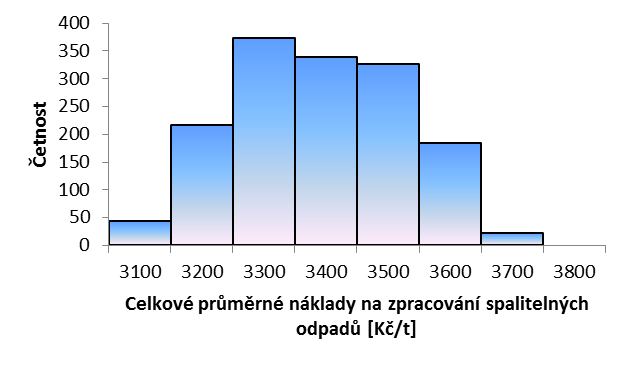 400
350
300
250
200
150
100
50
0
Četnost
3100 3200 3300 3400 3500 3600 3700 3800
Celkové průměrné náklady na zpracování spalitelných
odpadů [Kč/t]